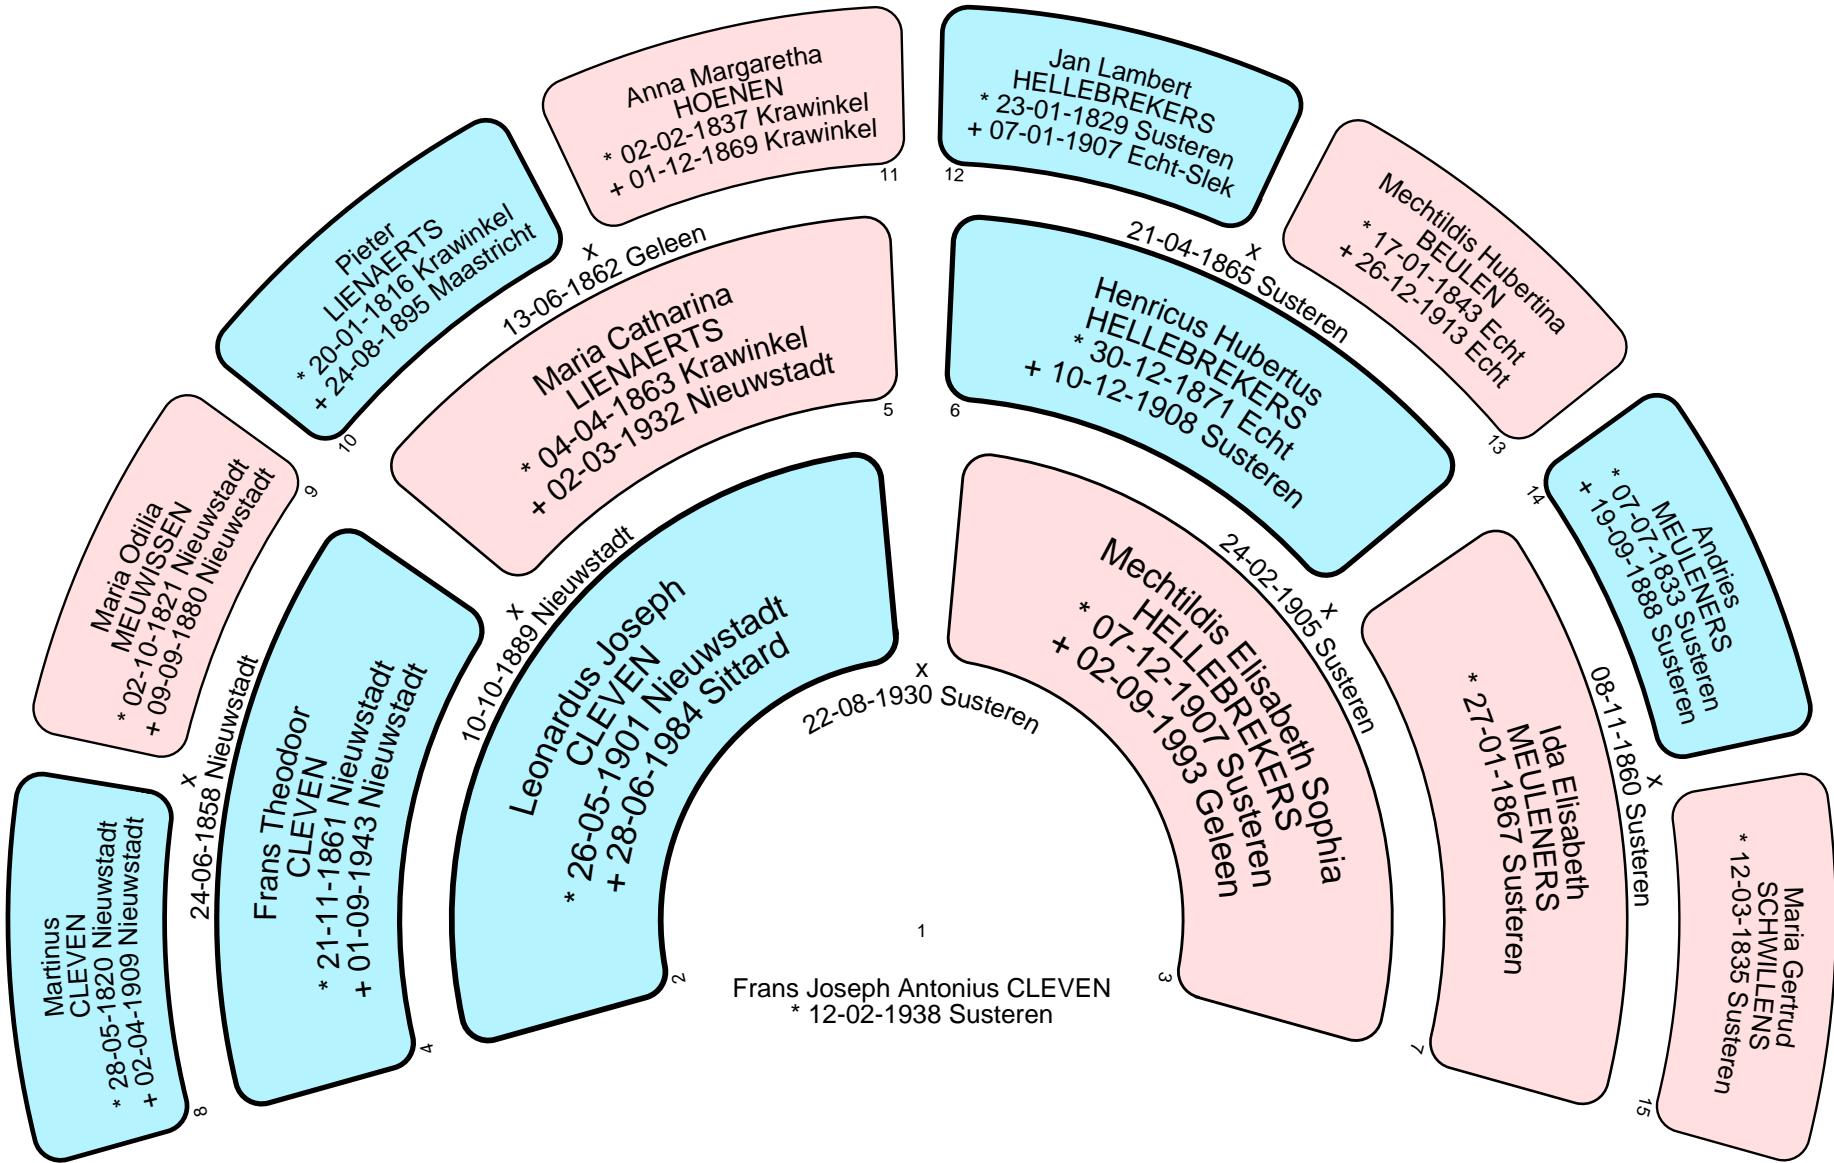 Anna Margaretha
HOENEN
* 02-02-1837 Krawinkel
+ 01-12-1869 Krawinkel
11
Jan Lambert
HELLEBREKERS
* 23-01-1829 Susteren
+ 07-01-1907 Echt-Slek
12
Pieter
LIENAERTS
* 20-01-1816 Krawinkel
+ 24-08-1895 Maastricht
10
x
13-06-1862 Geleen
x
21-04-1865 Susteren
Mechtildis Hubertina
BEULEN
* 17-01-1843 Echt
+ 26-12-1913 Echt
13
Maria Catharina
LIENAERTS
* 04-04-1863 Krawinkel
+ 02-03-1932 Nieuwstadt
5
Henricus Hubertus
HELLEBREKERS
* 30-12-1871 Echt
+ 10-12-1908 Susteren
6
Maria Odilia
MEUWISSEN
* 02-10-1821 Nieuwstadt
+ 09-09-1880 Nieuwstadt
9
Andries
MEULENERS
* 07-07-1833 Susteren
+ 19-09-1888 Susteren
14
x
10-10-1889 Nieuwstadt
x
24-02-1905 Susteren
Leonardus Joseph
CLEVEN
* 26-05-1901 Nieuwstadt
+ 28-06-1984 Sittard
2
x
22-08-1930 Susteren
Mechtildis Elisabeth Sophia
HELLEBREKERS
* 07-12-1907 Susteren
+ 02-09-1993 Geleen
3
x
24-06-1858 Nieuwstadt
Frans Theodoor
CLEVEN
* 21-11-1861 Nieuwstadt
+ 01-09-1943 Nieuwstadt
4
Ida Elisabeth
MEULENERS
* 27-01-1867 Susteren
7
x
08-11-1860 Susteren
Martinus
CLEVEN
* 28-05-1820 Nieuwstadt
+ 02-04-1909 Nieuwstadt
8
Maria Gertrud
SCHWILLENS
* 12-03-1835 Susteren
15
1
Frans Joseph Antonius CLEVEN
* 12-02-1938 Susteren